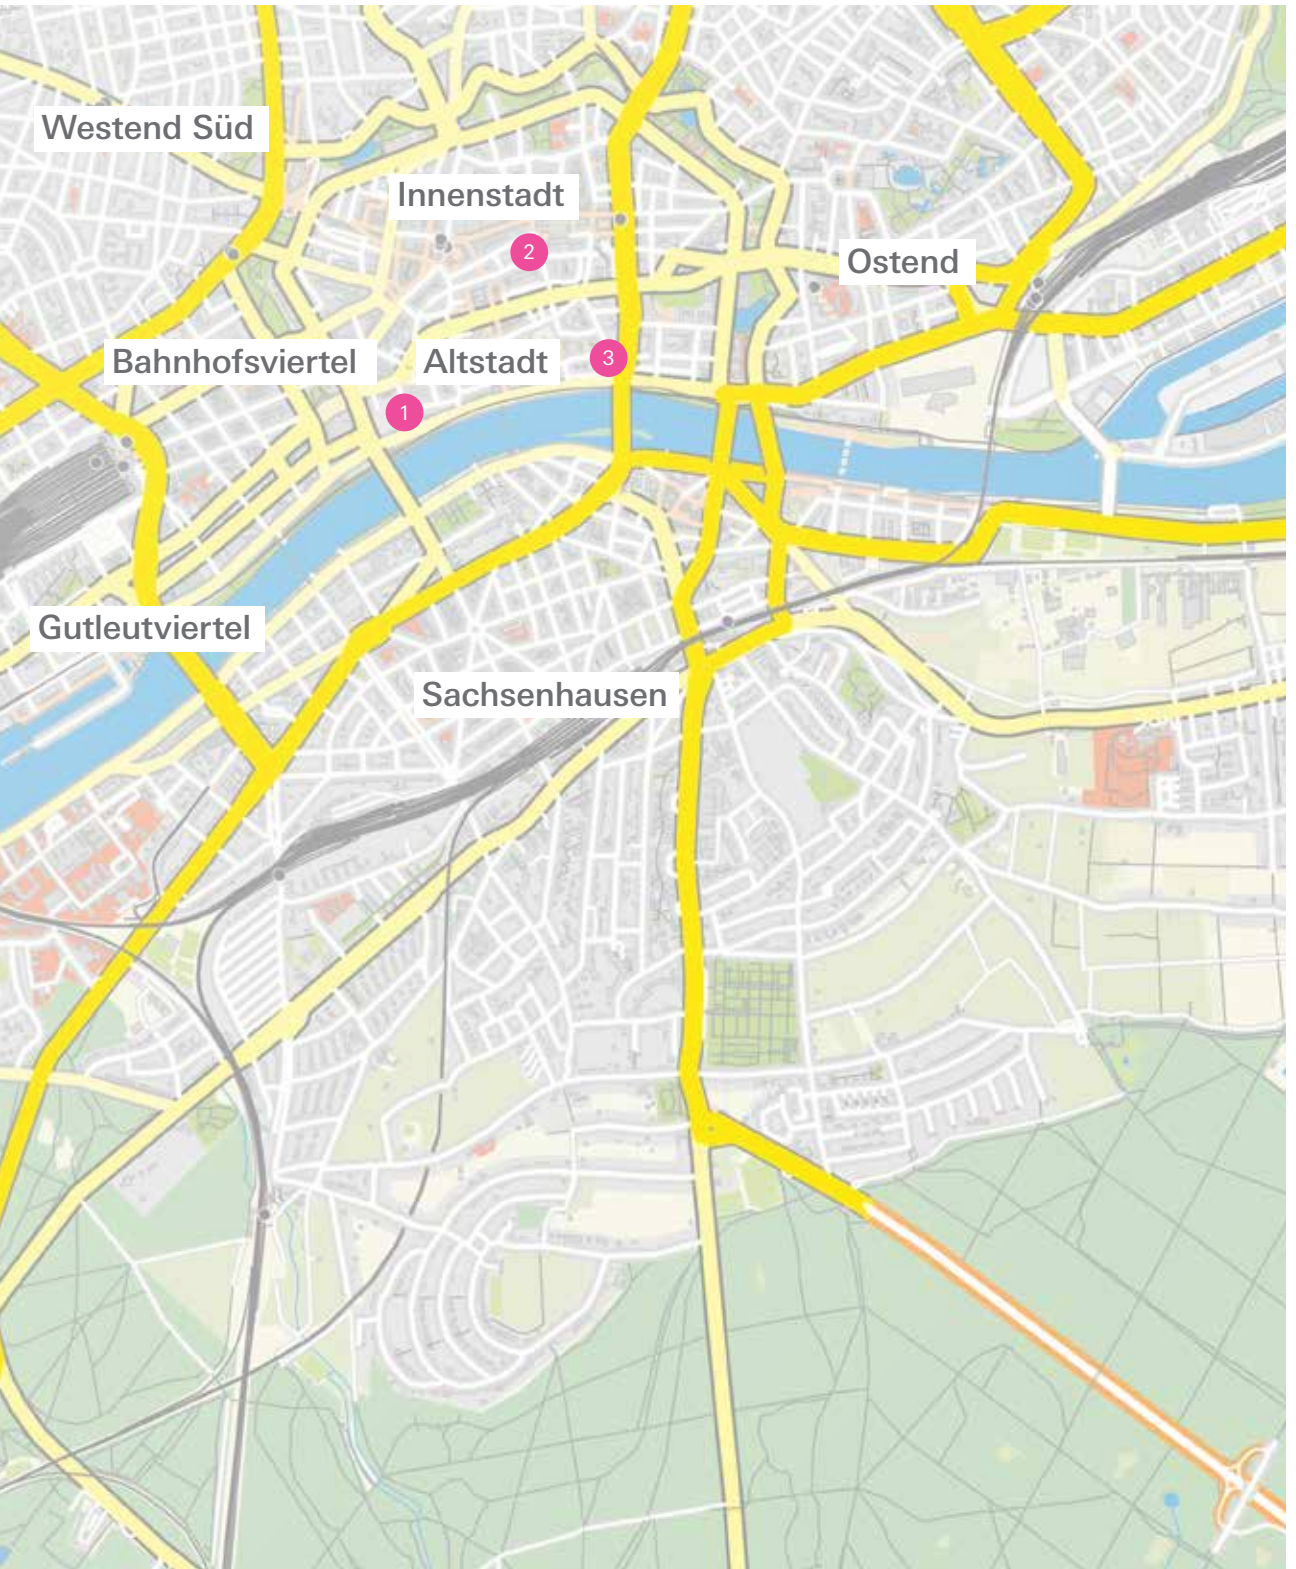 Westend Süd
Innenstadt
2
Ostend
Bahnhofsviertel
Altstadt
3
1
Gutleutviertel
Sachsenhausen